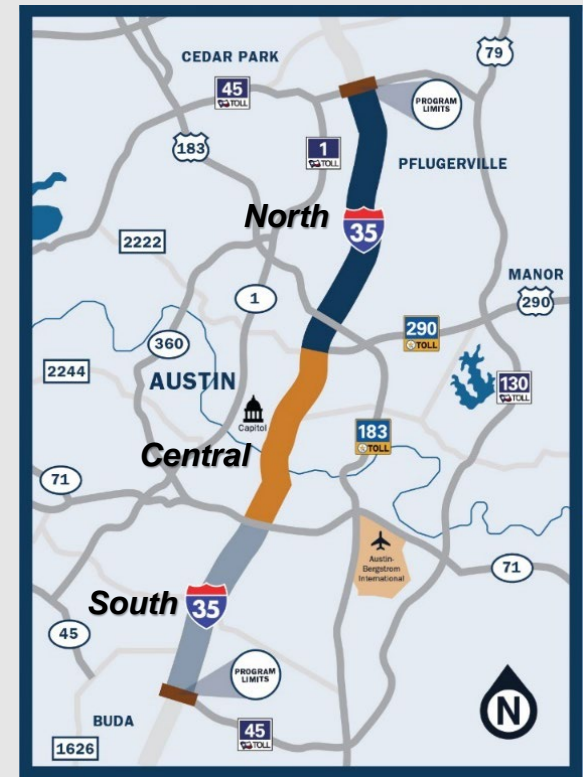 CEDAR PARK
79
45
TOLL
PROGRAM
LIMITS
183
1
TOLL
PFLUGERVILLE
North
35
2222
MANOR
290
1
290
TOLL
360
2244
AUSTIN
130
TOLL
Capitol
183
TOLL
Central
71
Austin-
Bergstrom
International
71
South
35
45
PROGRAM
LIMITS
BUDA
45
TOLL
N
1626